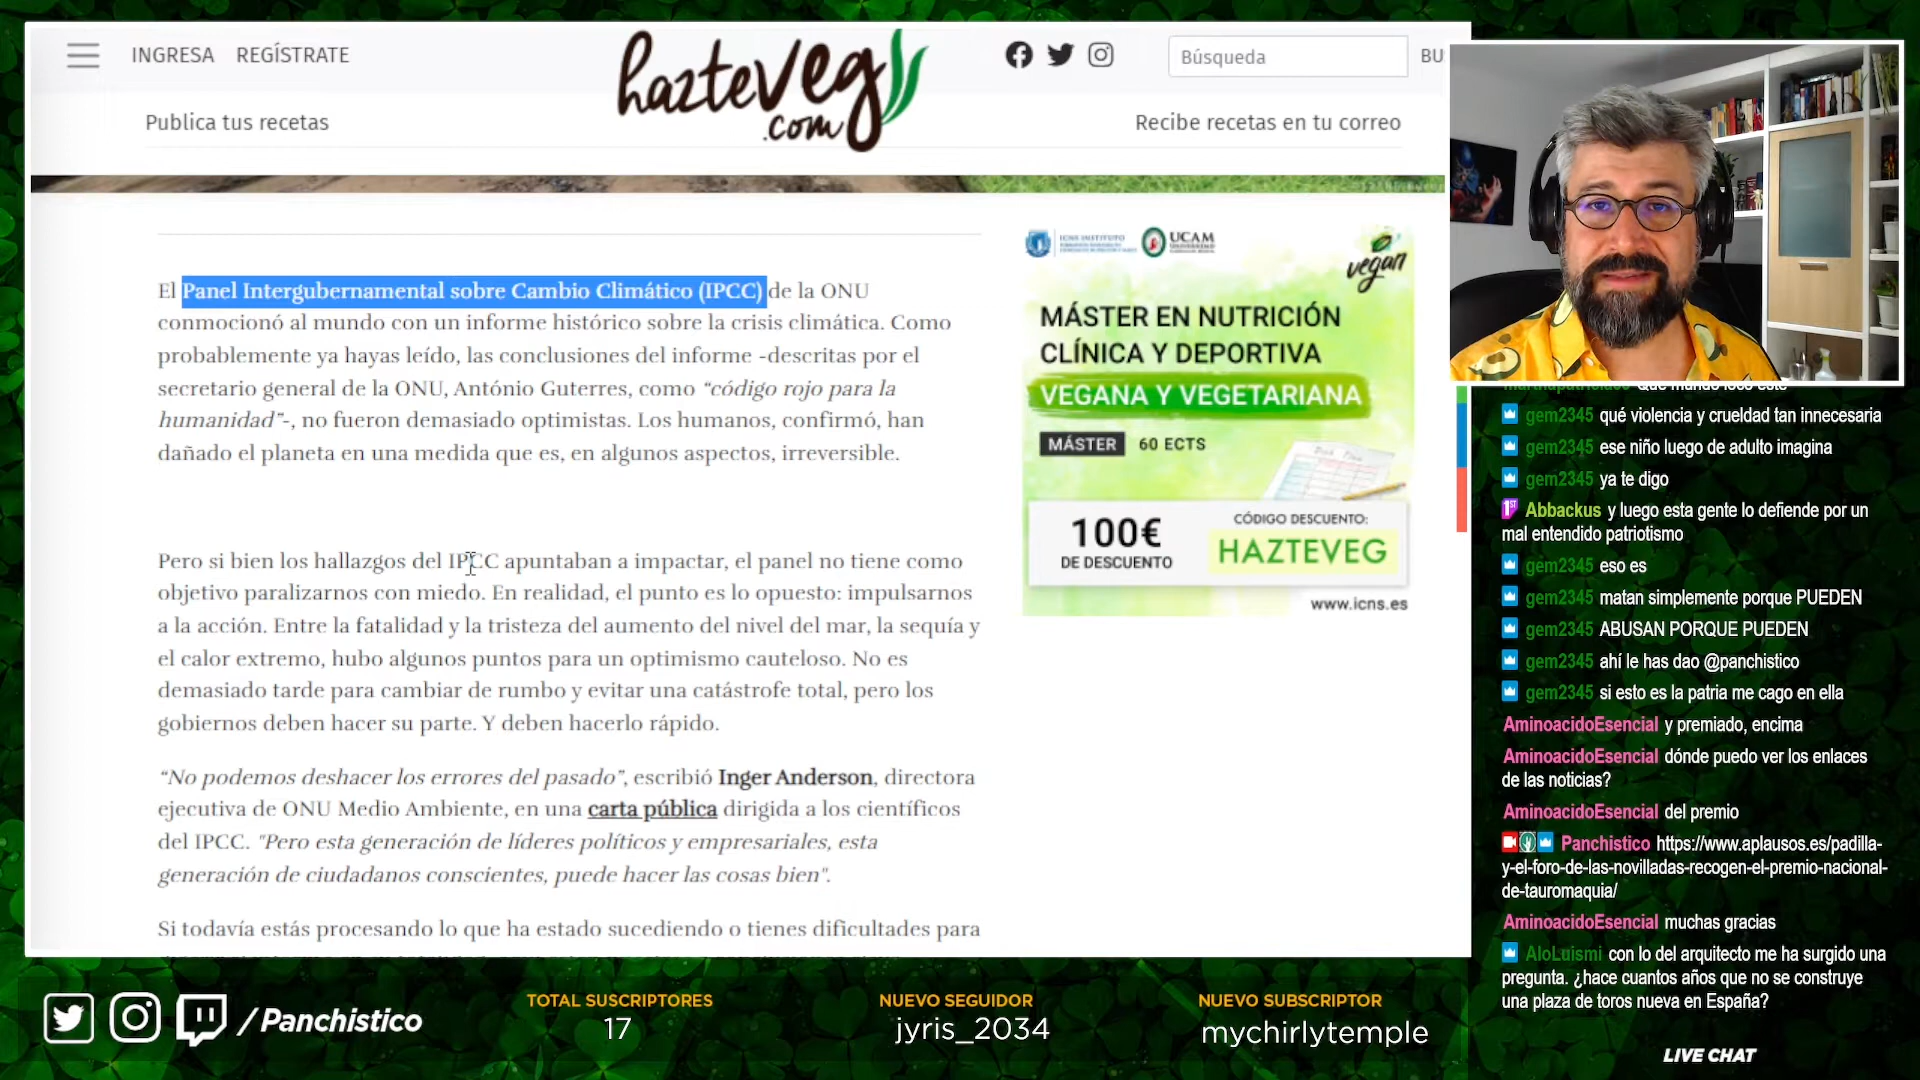 INGRESA REGÍSTRATE
hazteveg
.com
Búsqueda
BU
Publica tus recetas
Recibe recetas en tu correo
El Panel Intergubernamental sobre Cambio Climático (IPCC) de la ONU
conmocionó al mundo con un informe histórico sobre la crisis climática. Como
probablemente ya hayas leído, las conclusiones del informe -descritas por el
secretario general de la ONU, António Guterres, como “código rojo para la
humanidad”-, no fueron demasiado optimistas. Los humanos, confirmó, han
dañado el planeta en una medida que es, en algunos aspectos, irreversible.
Pero si bien los hallazgos del IPCC apuntaban a impactar, el panel no tiene como
objetivo paralizarnos con miedo. En realidad, el punto es lo opuesto: impulsarnos
a la acción. Entre la fatalidad y la tristeza del aumento del nivel del mar, la sequía y
el calor extremo, hubo algunos puntos para un optimismo cauteloso. No es
demasiado tarde para cambiar de rumbo y evitar una catástrofe total, pero los
gobiernos deben hacer su parte. Y deben hacerlo rápido.
“No podemos deshacer los errores del pasado”, escribió Inger Anderson, directora
ejecutiva de ONU Medio Ambiente, en una carta pública dirigida a los científicos
del IPCC. "Pero esta generación de líderes políticos y empresariales, esta
generación de ciudadanos conscientes, puede hacer las cosas bien".
Si todavía estás procesando lo que ha estado sucediendo o tienes dificultades para
ICNS INSTITUTO
UCAM
vegan
MÁSTER EN NUTRICIÓN
CLÍNICA Y DEPORTIVA
VEGANA Y VEGETARIANA
MÁSTER 60 ECTS
100€
DE DESCUENTO
CÓDIGO DESCUENTO:
HAZTEVEG
www.icns.es
gem2345 qué violencia y crueldad tan innecesaria
gem2345 ese niño luego de adulto imagina
gem2345 ya te digo
Abbackus y luego esta gente lo defiende por un
mal entendido patriotismo
gem2345 eso es
gem2345 matan simplemente porque PUEDEN
gem2345 ABUSAN PORQUE PUEDEN
gem2345 ahí le has dao @panchistico
gem2345 si esto es la patria me cago en ella
AminoacidoEsencial y premiado, encima
AminoacidoEsencial dónde puedo ver los enlaces
de las noticias?
AminoacidoEsencial del premio
Panchistico https://www.aplausos.es/padilla-
y-el-foro-de-las-novilladas-recogen-el-premio-nacional-
de-tauromaquia/
AminoacidoEsencial muchas gracias
AloLuismi con lo del arquitecto me ha surgido una
pregunta. ¿hace cuantos años que no se construye
una plaza de toros nueva en España?
LIVE CHAT
/Panchistico
TOTAL SUSCRIPTORES
17
NUEVO SEGUIDOR
jyris_2034
NUEVO SUBSCRIPTOR
mychirlytemple